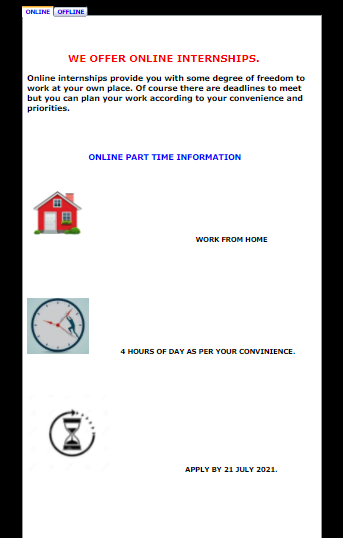 ONLINE OFFLINE
WE OFFER ONLINE INTERNSHIPS.
Online internships provide you with some degree of freedom to
work at your own place. Of course there are deadlines to meet
but you can plan your work according to your convenience and
priorities.
ONLINE PART TIME INFORMATION
WORK FROM HOME
4 HOURS OF DAY AS PER YOUR CONVINIENCE.
APPLY BY 21 JULY 2021.